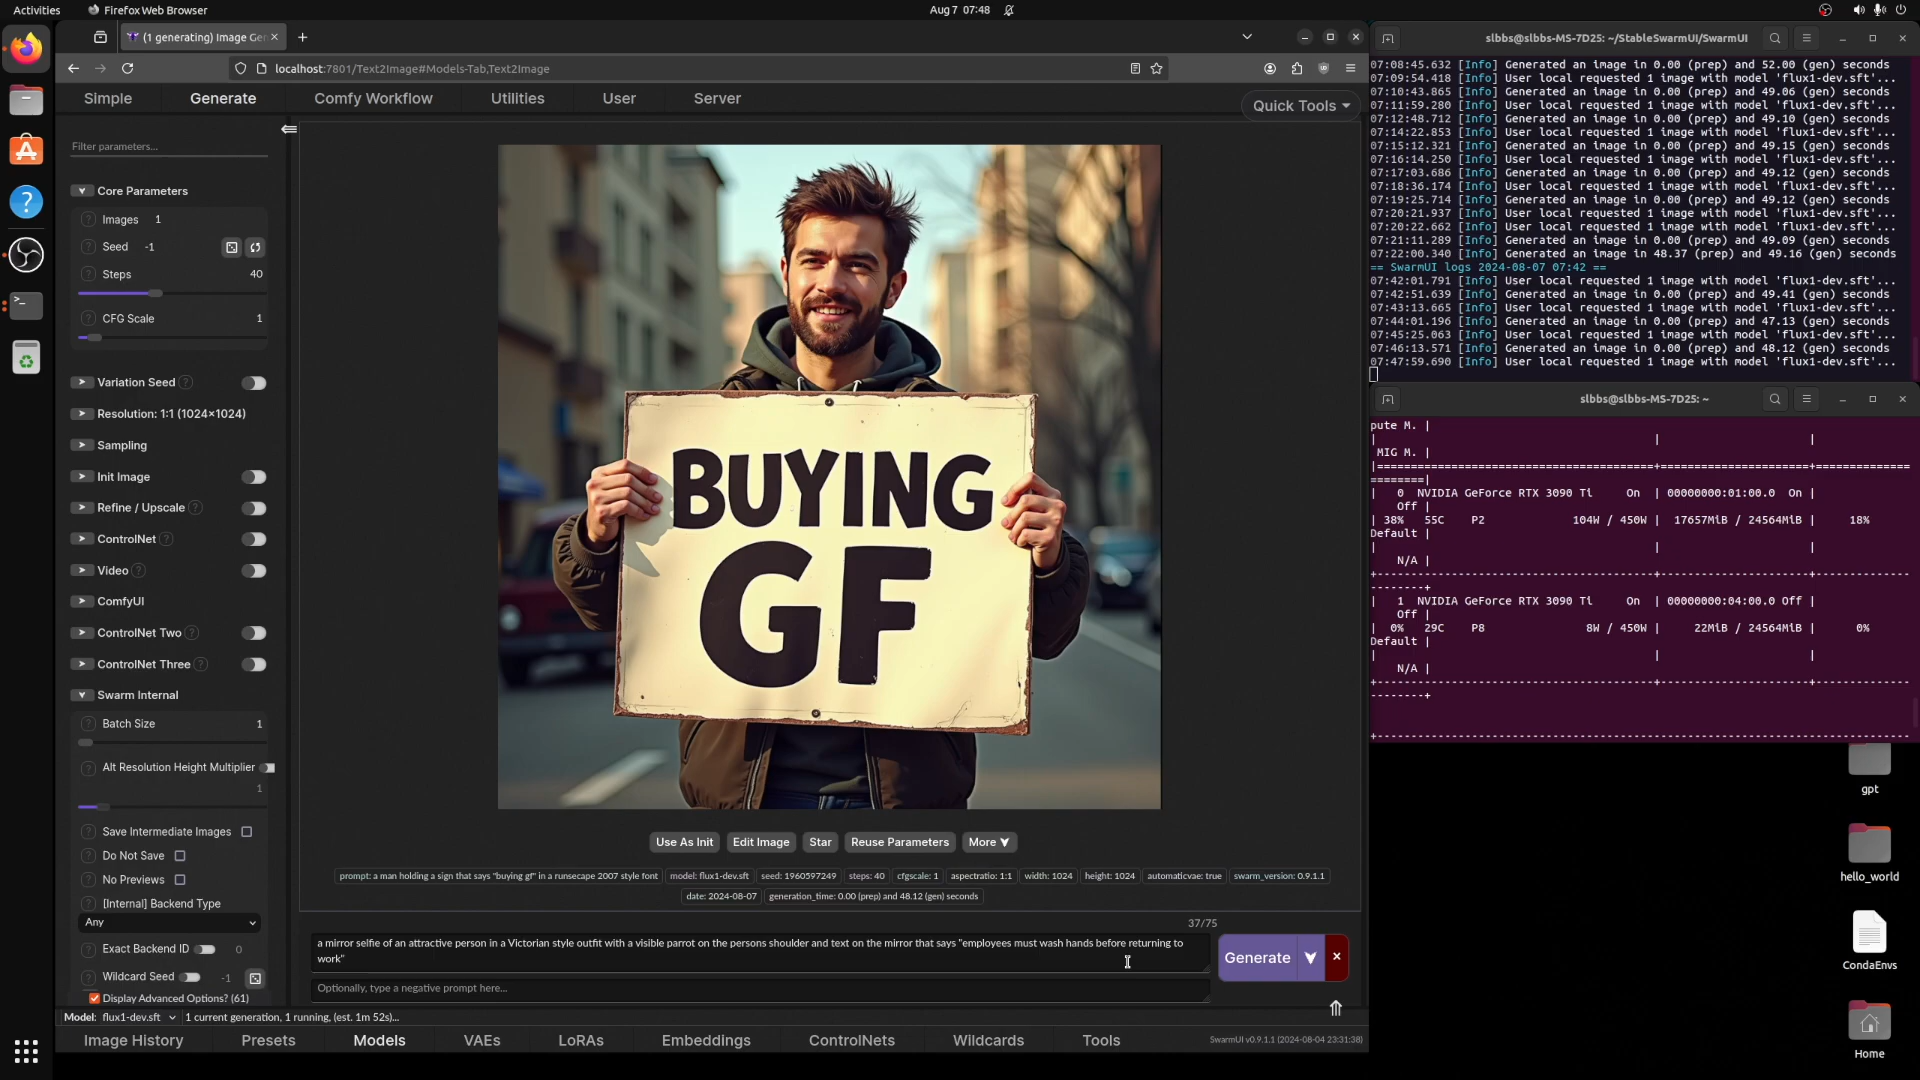 Activities
Firefox Web Browser
Aug 7 07:48
(1 generating) Image Ge
localhost:7801/Text2Image#Models-Tab,Text2Image
Simple
Generate
Comfy Workflow
Utilities
User
Server
Quick Tools
Filter parameters...
Core Parameters
? Images 1
? Seed -1
? Steps 40
? CFG Scale 1
Variation Seed ?
Resolution: 1:1 (1024×1024)
Sampling
Init Image
Refine / Upscale ?
ControlNet ?
Video ?
ComfyUI
ControlNet Two ?
ControlNet Three ?
Swarm Internal
? Batch Size 1
? Alt Resolution Height Multiplier
1
? Save Intermediate Images
? Do Not Save
? No Previews
? [Internal] Backend Type
Any
? Exact Backend ID 0
? Wildcard Seed -1
Display Advanced Options? (61)
BUYING
GF
Use As Init
Edit Image
Star
Reuse Parameters
More
prompt: a man holding a sign that says "buying gf" in a runsecape 2007 style font
model: flux1-dev.sft
seed: 1960597249
steps: 40
cfgscale: 1
aspectratio: 1:1
width: 1024
height: 1024
automaticvae: true
swarm_version: 0.9.1.1
date: 2024-08-07
generation_time: 0.00 (prep) and 48.12 (gen) seconds
37/75
a mirror selfie of an attractive person in a Victorian style outfit with a visible parrot on the persons shoulder and text on the mirror that says "employees must wash hands before returning to
work"
Generate
×
Optionally, type a negative prompt here...
Model: flux1-dev.sft
1 current generation, 1 running, (est. 1m 52s)...
Image History
Presets
Models
VAEs
LoRAs
Embeddings
ControlNets
Wildcards
Tools
SwarmUI v0.9.1.1 (2024-08-04 23:31:38)
slbbs@slbbs-MS-7D25: ~/StableSwarmUI/SwarmUI
07:08:45.632 [Info] Generated an image in 0.00 (prep) and 52.00 (gen) seconds
07:09:54.418 [Info] User local requested 1 image with model 'flux1-dev.sft'...
07:10:43.865 [Info] Generated an image in 0.00 (prep) and 49.06 (gen) seconds
07:11:59.280 [Info] User local requested 1 image with model 'flux1-dev.sft'...
07:12:48.712 [Info] Generated an image in 0.00 (prep) and 49.10 (gen) seconds
07:14:22.853 [Info] User local requested 1 image with model 'flux1-dev.sft'...
07:15:12.321 [Info] Generated an image in 0.00 (prep) and 49.15 (gen) seconds
07:16:14.250 [Info] User local requested 1 image with model 'flux1-dev.sft'...
07:17:03.686 [Info] Generated an image in 0.00 (prep) and 49.12 (gen) seconds
07:18:36.174 [Info] User local requested 1 image with model 'flux1-dev.sft'...
07:19:25.714 [Info] Generated an image in 0.00 (prep) and 49.12 (gen) seconds
07:20:21.937 [Info] User local requested 1 image with model 'flux1-dev.sft'...
07:20:22.662 [Info] User local requested 1 image with model 'flux1-dev.sft'...
07:21:11.289 [Info] Generated an image in 0.00 (prep) and 49.09 (gen) seconds
07:22:00.340 [Info] Generated an image in 48.37 (prep) and 49.16 (gen) seconds
== SwarmUI logs 2024-08-07 07:42 ==
07:42:01.791 [Info] User local requested 1 image with model 'flux1-dev.sft'...
07:42:51.639 [Info] Generated an image in 0.00 (prep) and 49.41 (gen) seconds
07:43:13.665 [Info] User local requested 1 image with model 'flux1-dev.sft'...
07:44:01.196 [Info] Generated an image in 0.00 (prep) and 47.13 (gen) seconds
07:45:25.063 [Info] User local requested 1 image with model 'flux1-dev.sft'...
07:46:13.571 [Info] Generated an image in 0.00 (prep) and 48.12 (gen) seconds
07:47:59.690 [Info] User local requested 1 image with model 'flux1-dev.sft'...
slbbs@slbbs-MS-7D25: ~
pute M. |
| | |
MIG M. |
|=========================================+======================+==============
========|
| 0 NVIDIA GeForce RTX 3090 Ti On | 00000000:01:00.0 On |
Off |
| 38% 55C P2 104W / 450W | 17657MiB / 24564MiB | 18%
Default |
| | |
N/A |
+-----------------------------------------+----------------------+--------------
--------+
| 1 NVIDIA GeForce RTX 3090 Ti On | 00000000:04:00.0 Off |
Off |
| 0% 29C P8 8W / 450W | 22MiB / 24564MiB | 0%
Default |
| | |
N/A |
+-----------------------------------------+----------------------+--------------
--------+
+--------------------------------------------------------------------------------
gpt
hello_world
CondaEnvs
Home